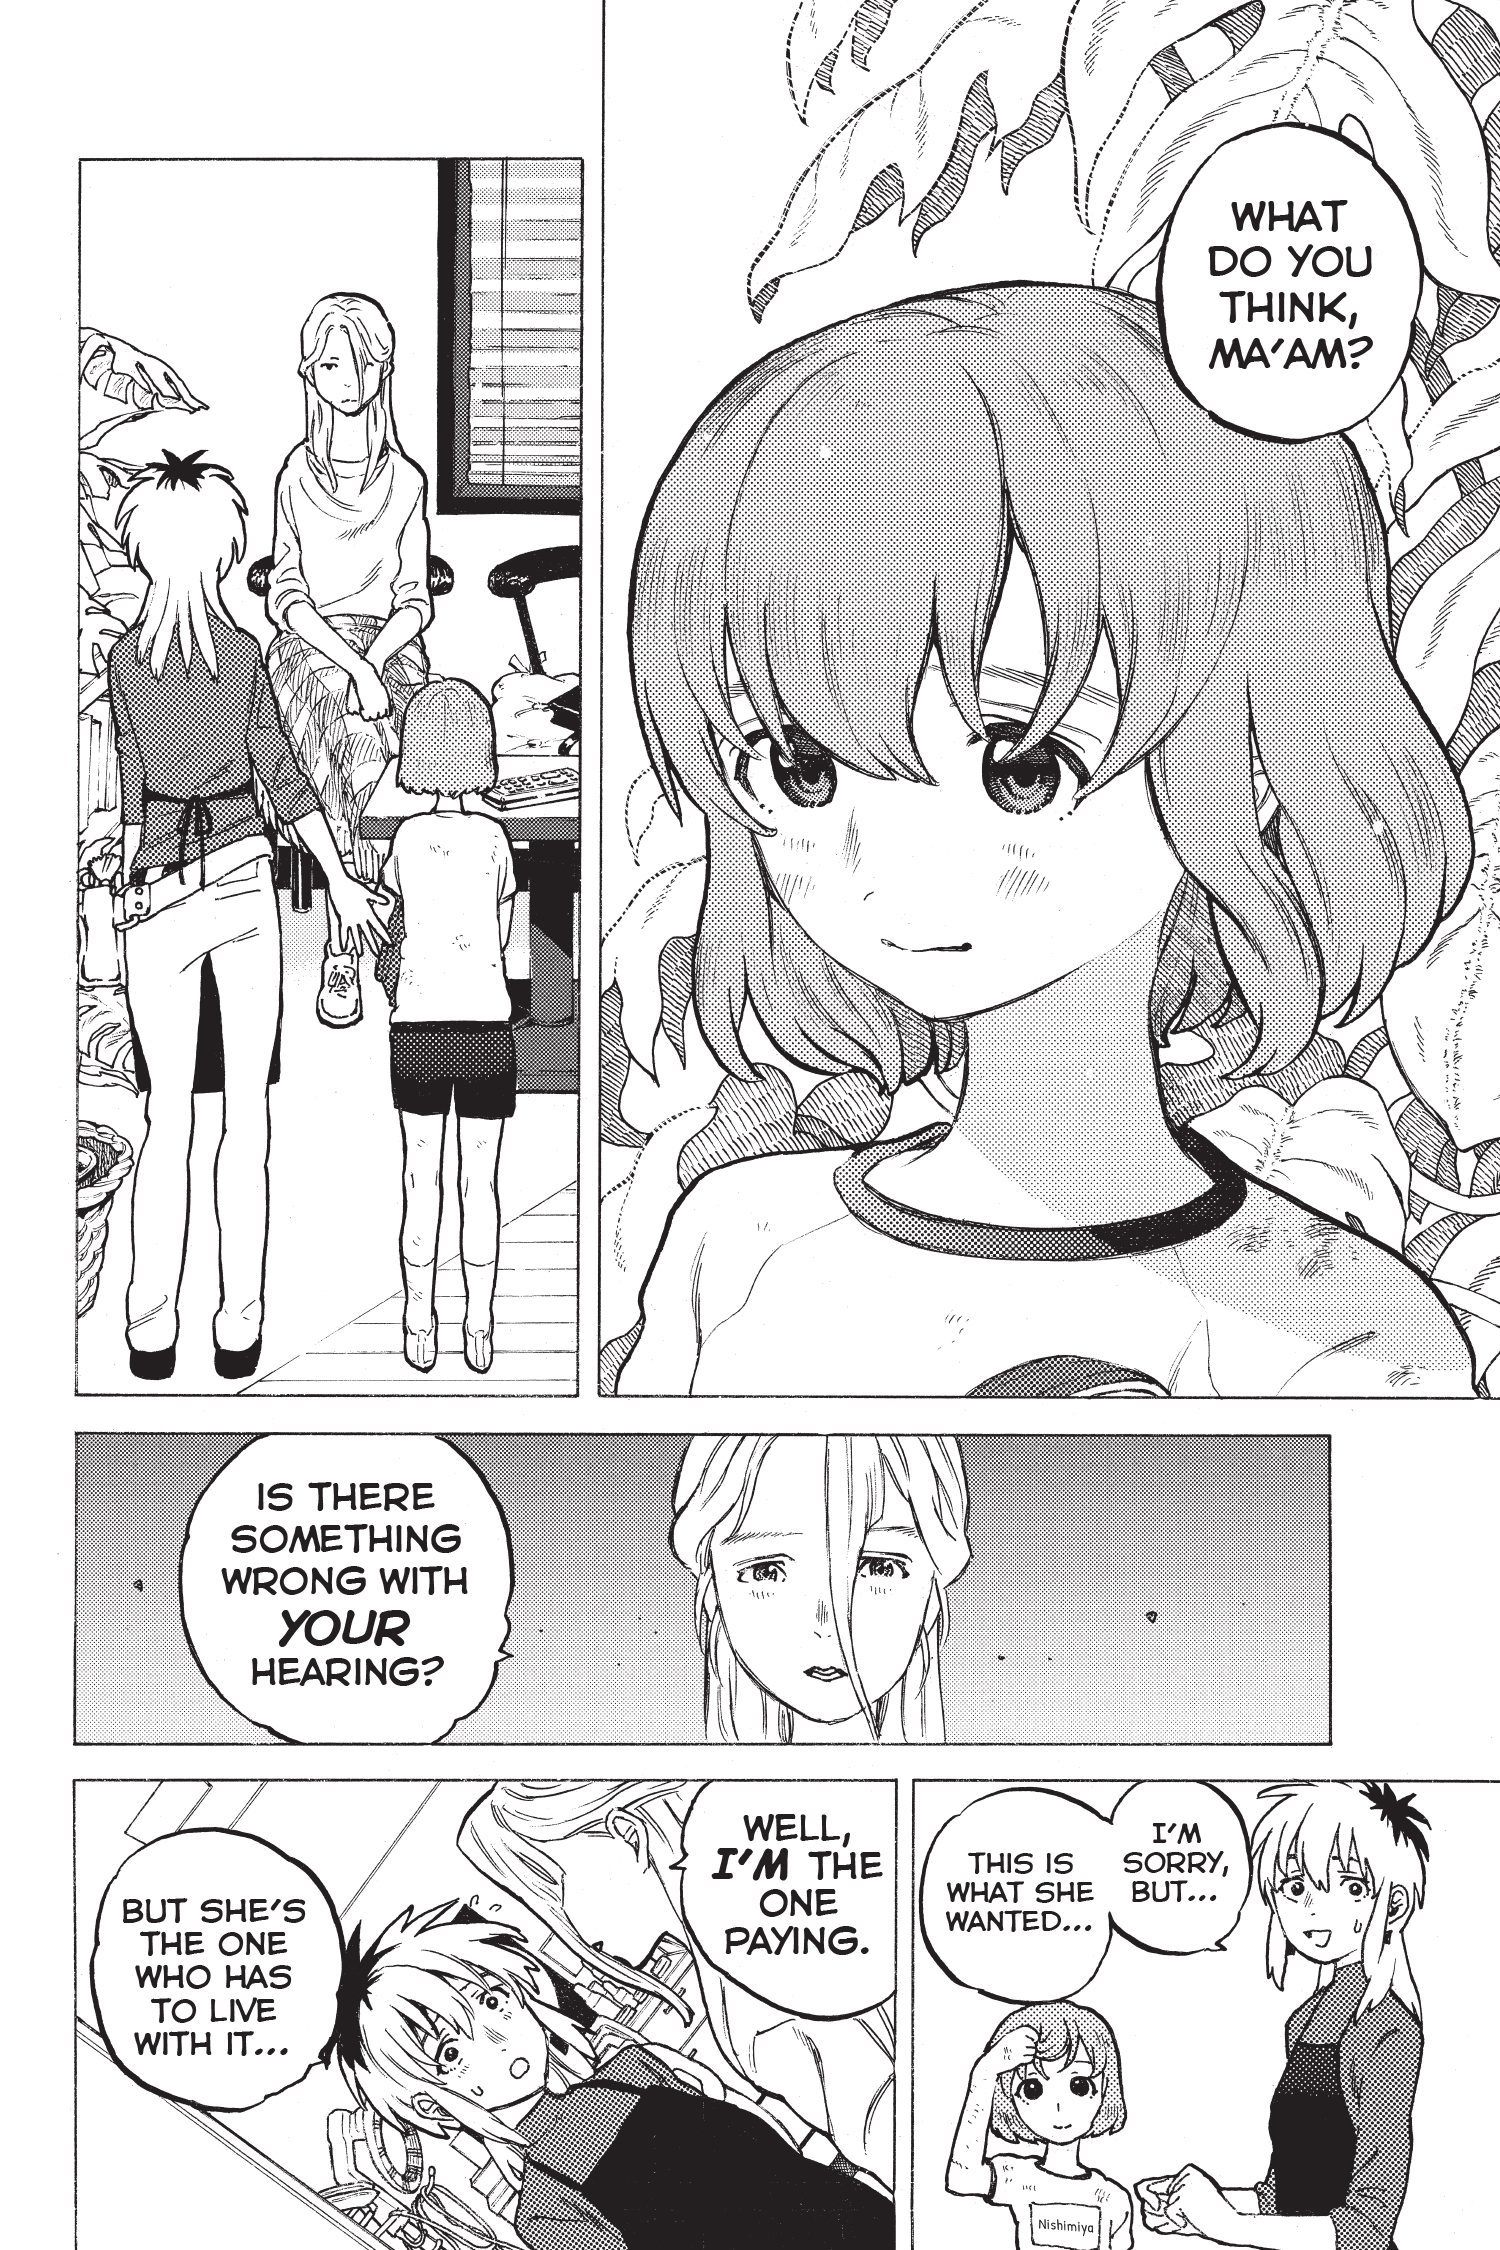 WHAT
DO YOU
THINK,
MA'AM?
IS THERE
SOMETHING
WRONG WITH
YOUR
HEARING?
I'M
SORRY,
BUT...
THIS IS
WHAT SHE
WANTED...
Nishimiya
WELL,
I'M THE
ONE
PAYING.
BUT SHE'S
THE ONE
WHO HAS
TO LIVE
WITH IT...